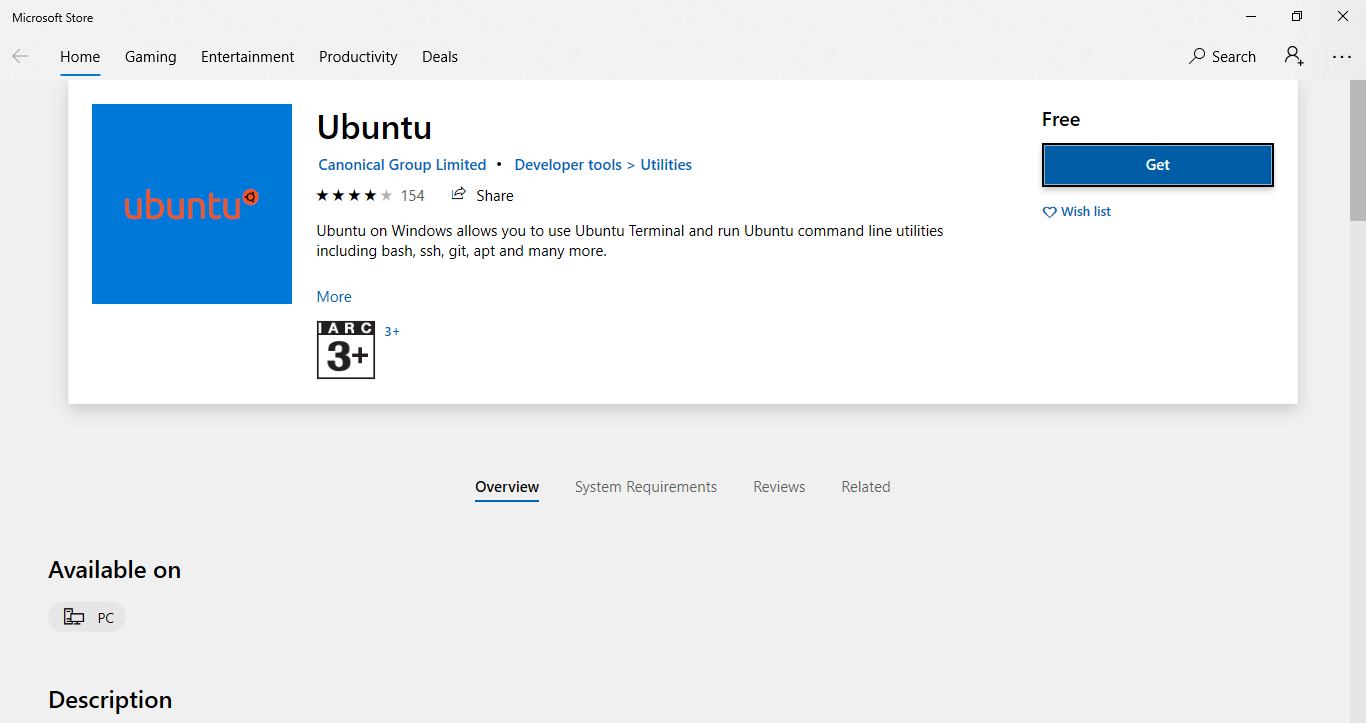 Microsoft Store
Home Gaming Entertainment Productivity Deals Search
ubuntu
Ubuntu
Canonical Group Limited • Developer tools > Utilities
154 Share
Ubuntu on Windows allows you to use Ubuntu Terminal and run Ubuntu command line utilities
including bash, ssh, git, apt and many more.
More
IARC
3+
3+
Free
Get
Wish list
Overview System Requirements Reviews Related
Available on
PC
Description